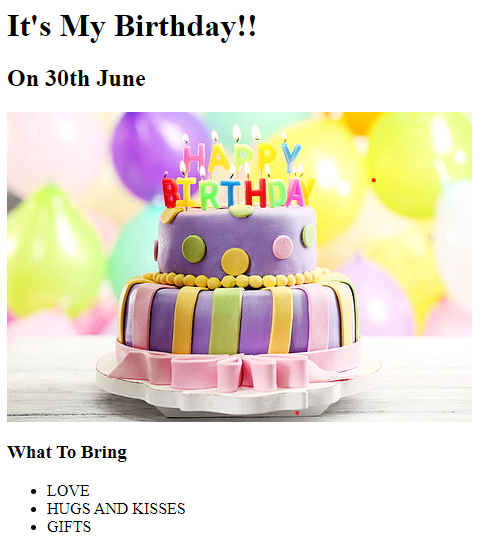 It's My Birthday!!
On 30th June
HAPPY
BIRTHDAY
What To Bring
LOVE
HUGS AND KISSES
GIFTS